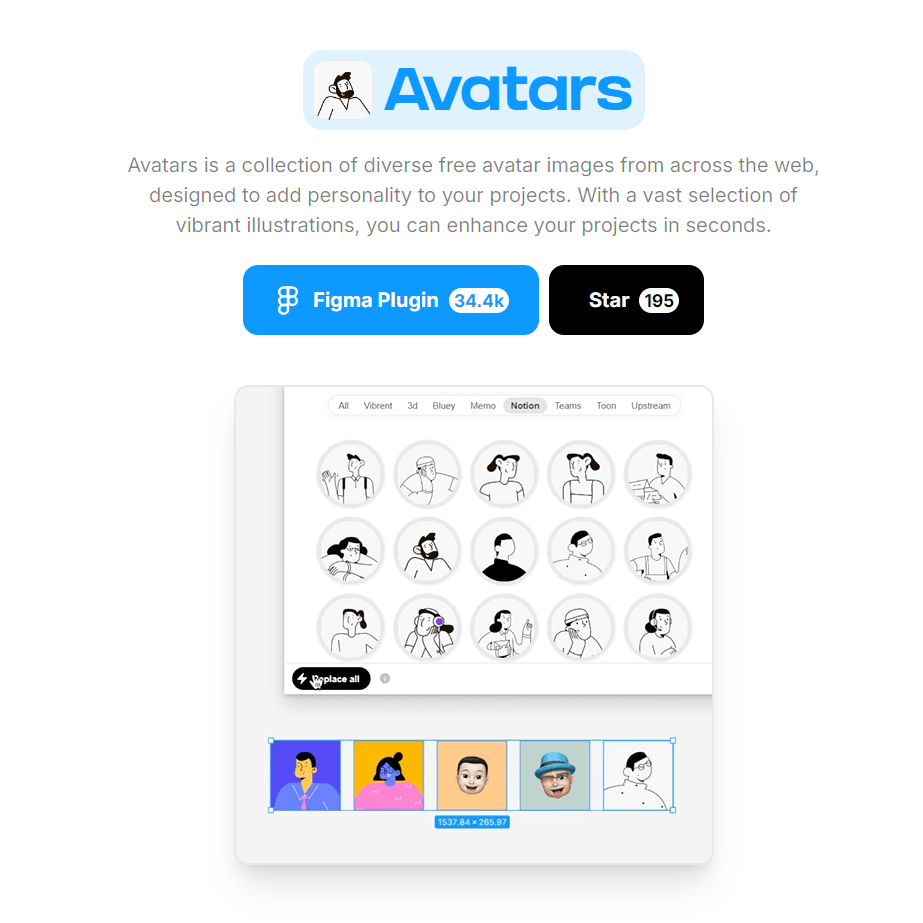 Avatars
Avatars is a collection of diverse free avatar images from across the web,
designed to add personality to your projects. With a vast selection of
vibrant illustrations, you can enhance your projects in seconds.
Figma Plugin 34.4k
Star 195
All Vibrent 3d Bluey Memo Notion Teams Toon Upstream
place all
1537.84 × 265.97